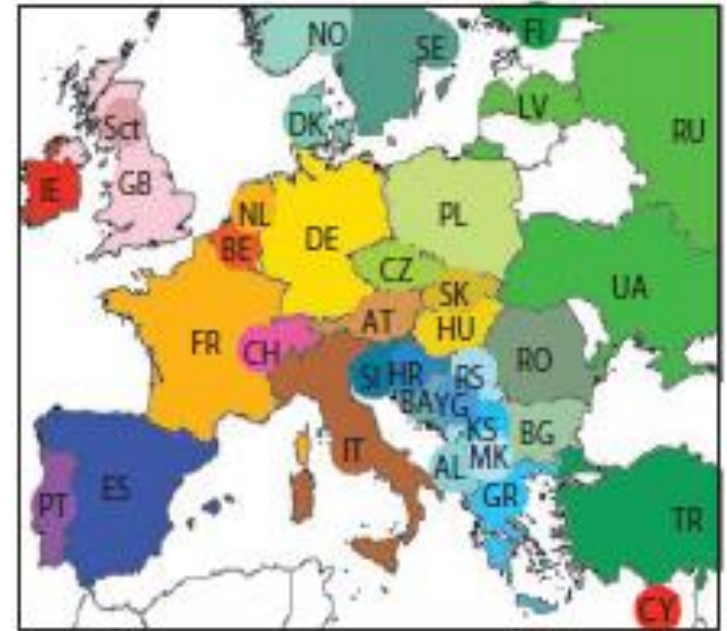 NO
FI
SE
LV
Sct
DK
RU
IE
GB
NL
PL
DE
BE
CZ
UA
SK
AT
HU
FR
CH
RO
SI
HR
RS
BA
YG
KS
BG
IT
MK
AL
ES
GR
PT
TR
CY